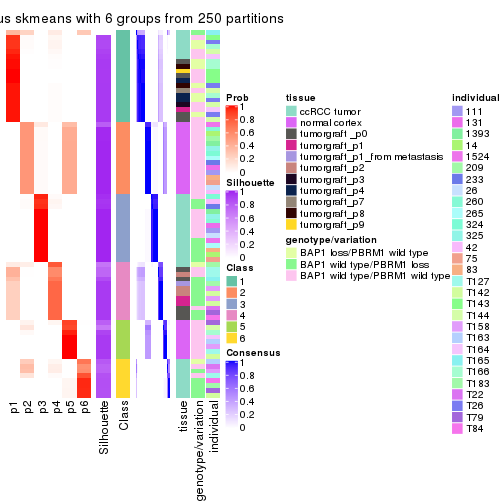 us skmeans with 6 groups from 250 partitions
Prob
1
0.8
0.6
0.4
0.2
0
Silhouette
1
0.8
0.6
0.4
0.2
0
Class
1
2
3
4
5
6
Consensus
1
0.8
0.6
0.4
0.2
0
tissue
ccRCC tumor
normal cortex
tumorgraft_p0
tumorgraft_p1
tumorgraft_p1_from metastasis
tumorgraft_p2
tumorgraft_p3
tumorgraft_p4
tumorgraft_p7
tumorgraft_p8
tumorgraft_p9
genotype/variation
BAP1 loss/PBRM1 wild type
BAP1 wild type/PBRM1 loss
BAP1 wild type/PBRM1 wild type
individual
111
131
1393
14
1524
209
233
26
260
265
324
325
42
75
83
T127
T142
T143
T144
T158
T163
T164
T165
T166
T183
T22
T26
T79
T84
p1
p2
p3
p4
p5
p6
Silhouette
Class
tissue
genotype/variation
individual